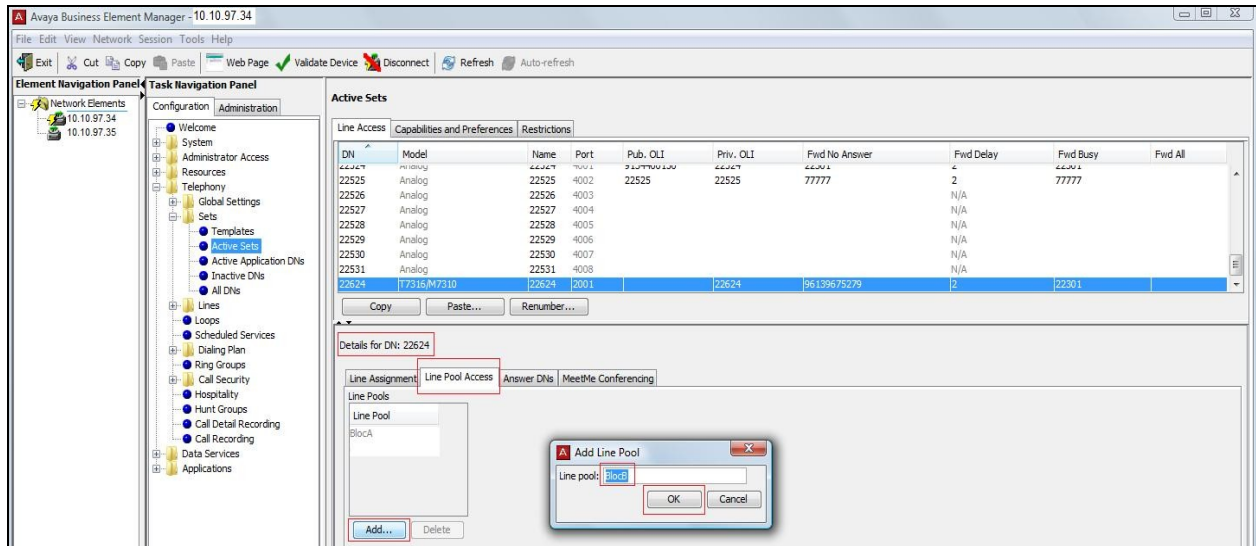 Avaya Business Element Manager - 10.10.97.34
File Edit View Network Session Tools Help
Exit Cut Copy Paste Web Page Validate Device Disconnect Refresh Auto-refresh
Element Navigation Panel
Network Elements
10.10.97.34
10.10.97.35
Task Navigation Panel
Configuration Administration
Welcome
System
Administrator Access
Resources
Telephony
Global Settings
Sets
Templates
Active Sets
Active Application DNs
Inactive DNs
All DNs
Lines
Loops
Scheduled Services
Dialing Plan
Ring Groups
Call Security
Hospitality
Hunt Groups
Call Detail Recording
Call Recording
Data Services
Applications
Active Sets
Line Access Capabilities and Preferences Restrictions
DN Model Name Port Pub. OLI Priv. OLI Fwd No Answer Fwd Delay Fwd Busy Fwd All
22524 Analog 22524 4001 22524 22301 2 22301
22525 Analog 22525 4002 22525 22525 77777 2 77777
22526 Analog 22526 4003 N/A
22527 Analog 22527 4004 N/A
22528 Analog 22528 4005 N/A
22529 Analog 22529 4006 N/A
22530 Analog 22530 4007 N/A
22531 Analog 22531 4008 N/A
22624 T7316/M7310 22624 2001 22624 96139675279 2 22301
Copy Paste... Renumber...
Details for DN: 22624
Line Assignment Line Pool Access Answer DNs MeetMe Conferencing
Line Pools
Line Pool
BlocA
Add... Delete
Add Line Pool
Line pool: BlocB
OK Cancel